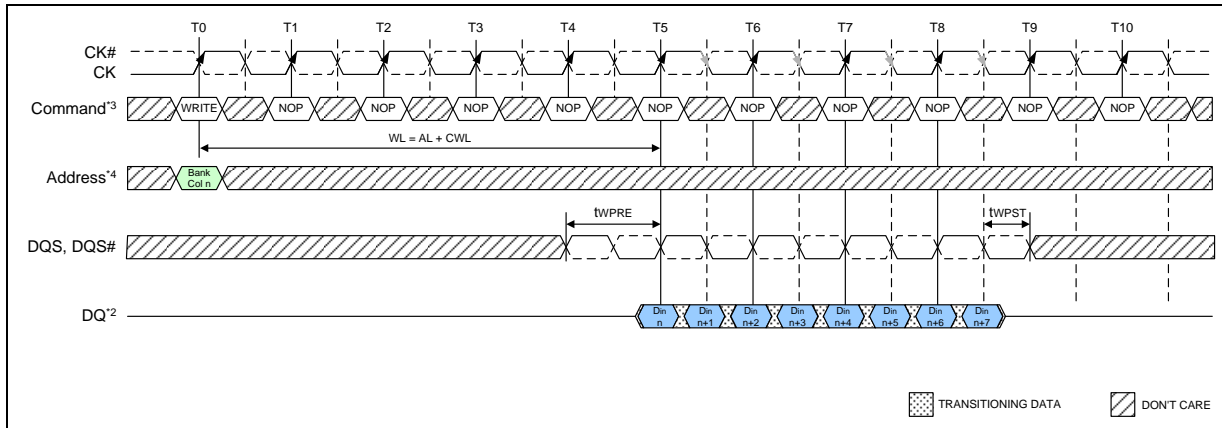 T0 T1 T2 T3 T4 T5 T6 T7 T8 T9 T10
CK#
CK
Command*3 WRITE NOP NOP NOP NOP NOP NOP NOP NOP NOP NOP
WL = AL + CWL
Address*4 Bank
Col n
tWPRE tWPST
DQS, DQS#
DQ*2 Din Din Din Din Din Din Din Din
n n+1 n+2 n+3 n+4 n+5 n+6 n+7
TRANSITIONING DATA DON'T CARE